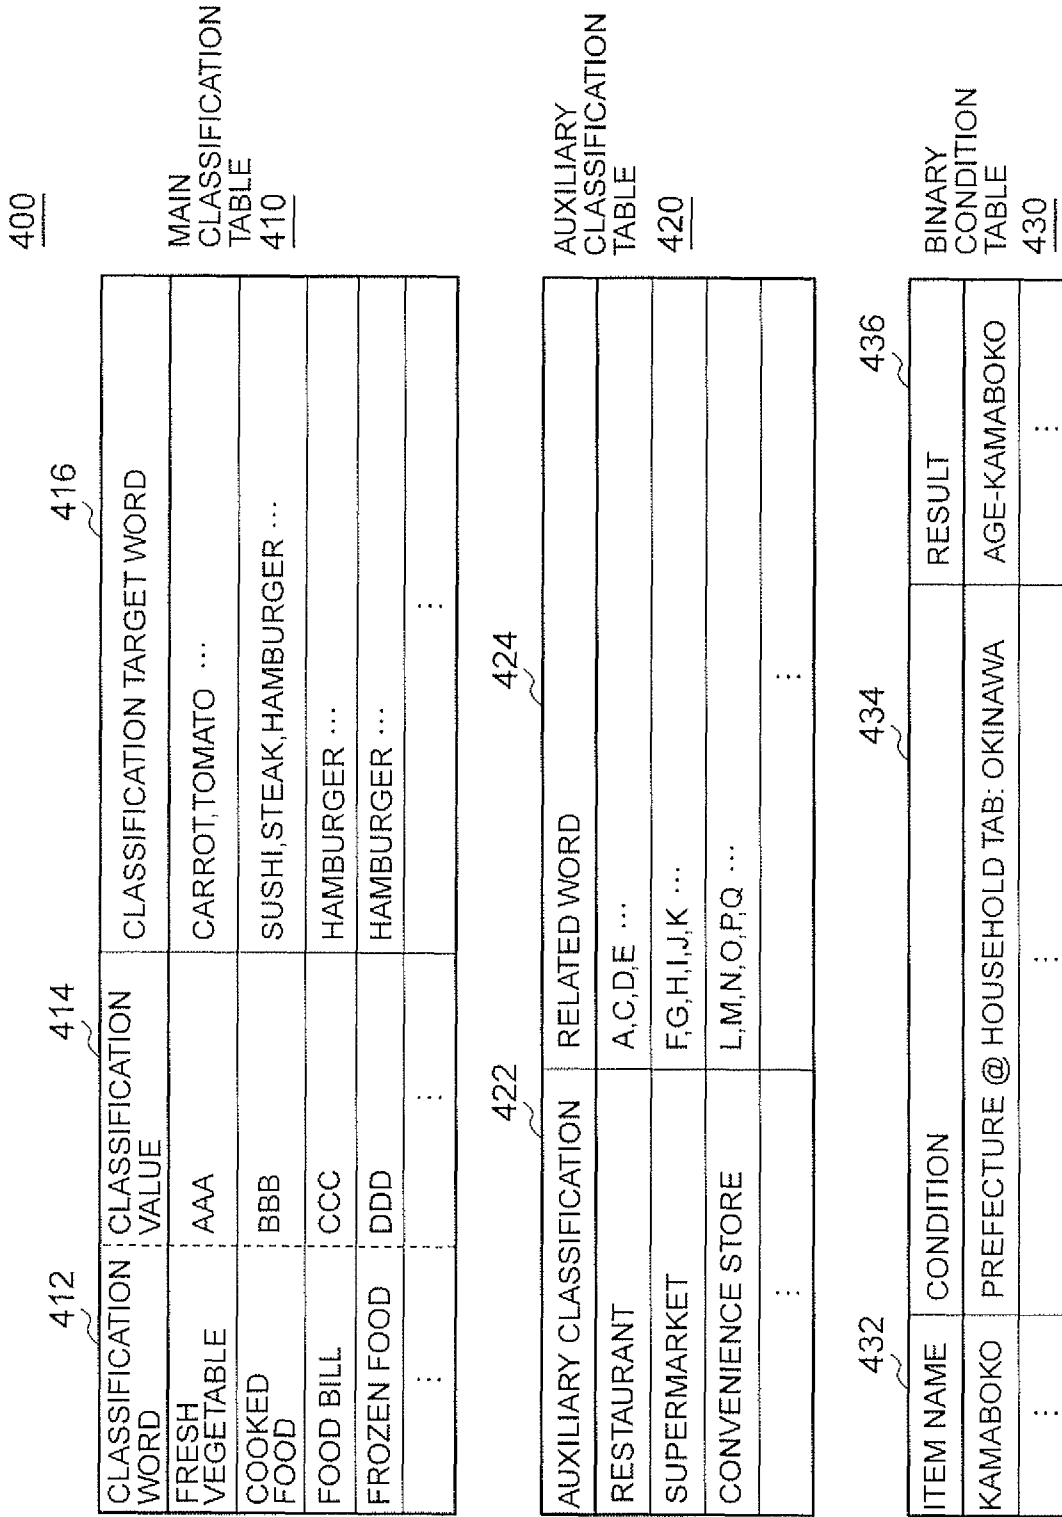 400
412
414
416
CLASSIFICATION WORD
CLASSIFICATION VALUE
CLASSIFICATION TARGET WORD
FRESH VEGETABLE
AAA
CARROT,TOMATO ...
COOKED FOOD
BBB
SUSHI,STEAK,HAMBURGER ...
FOOD BILL
CCC
HAMBURGER ...
FROZEN FOOD
DDD
HAMBURGER ...
...
...
...
MAIN
CLASSIFICATION
TABLE
410
422
424
AUXILIARY CLASSIFICATION
RELATED WORD
RESTAURANT
A,C,D,E ...
SUPERMARKET
F,G,H,I,J,K ...
CONVENIENCE STORE
L,M,N,O,P,Q ...
...
...
AUXILIARY
CLASSIFICATION
TABLE
420
432
434
436
ITEM NAME
CONDITION
RESULT
KAMABOKO
PREFECTURE @ HOUSEHOLD TAB: OKINAWA
AGE-KAMABOKO
...
...
...
BINARY
CONDITION
TABLE
430